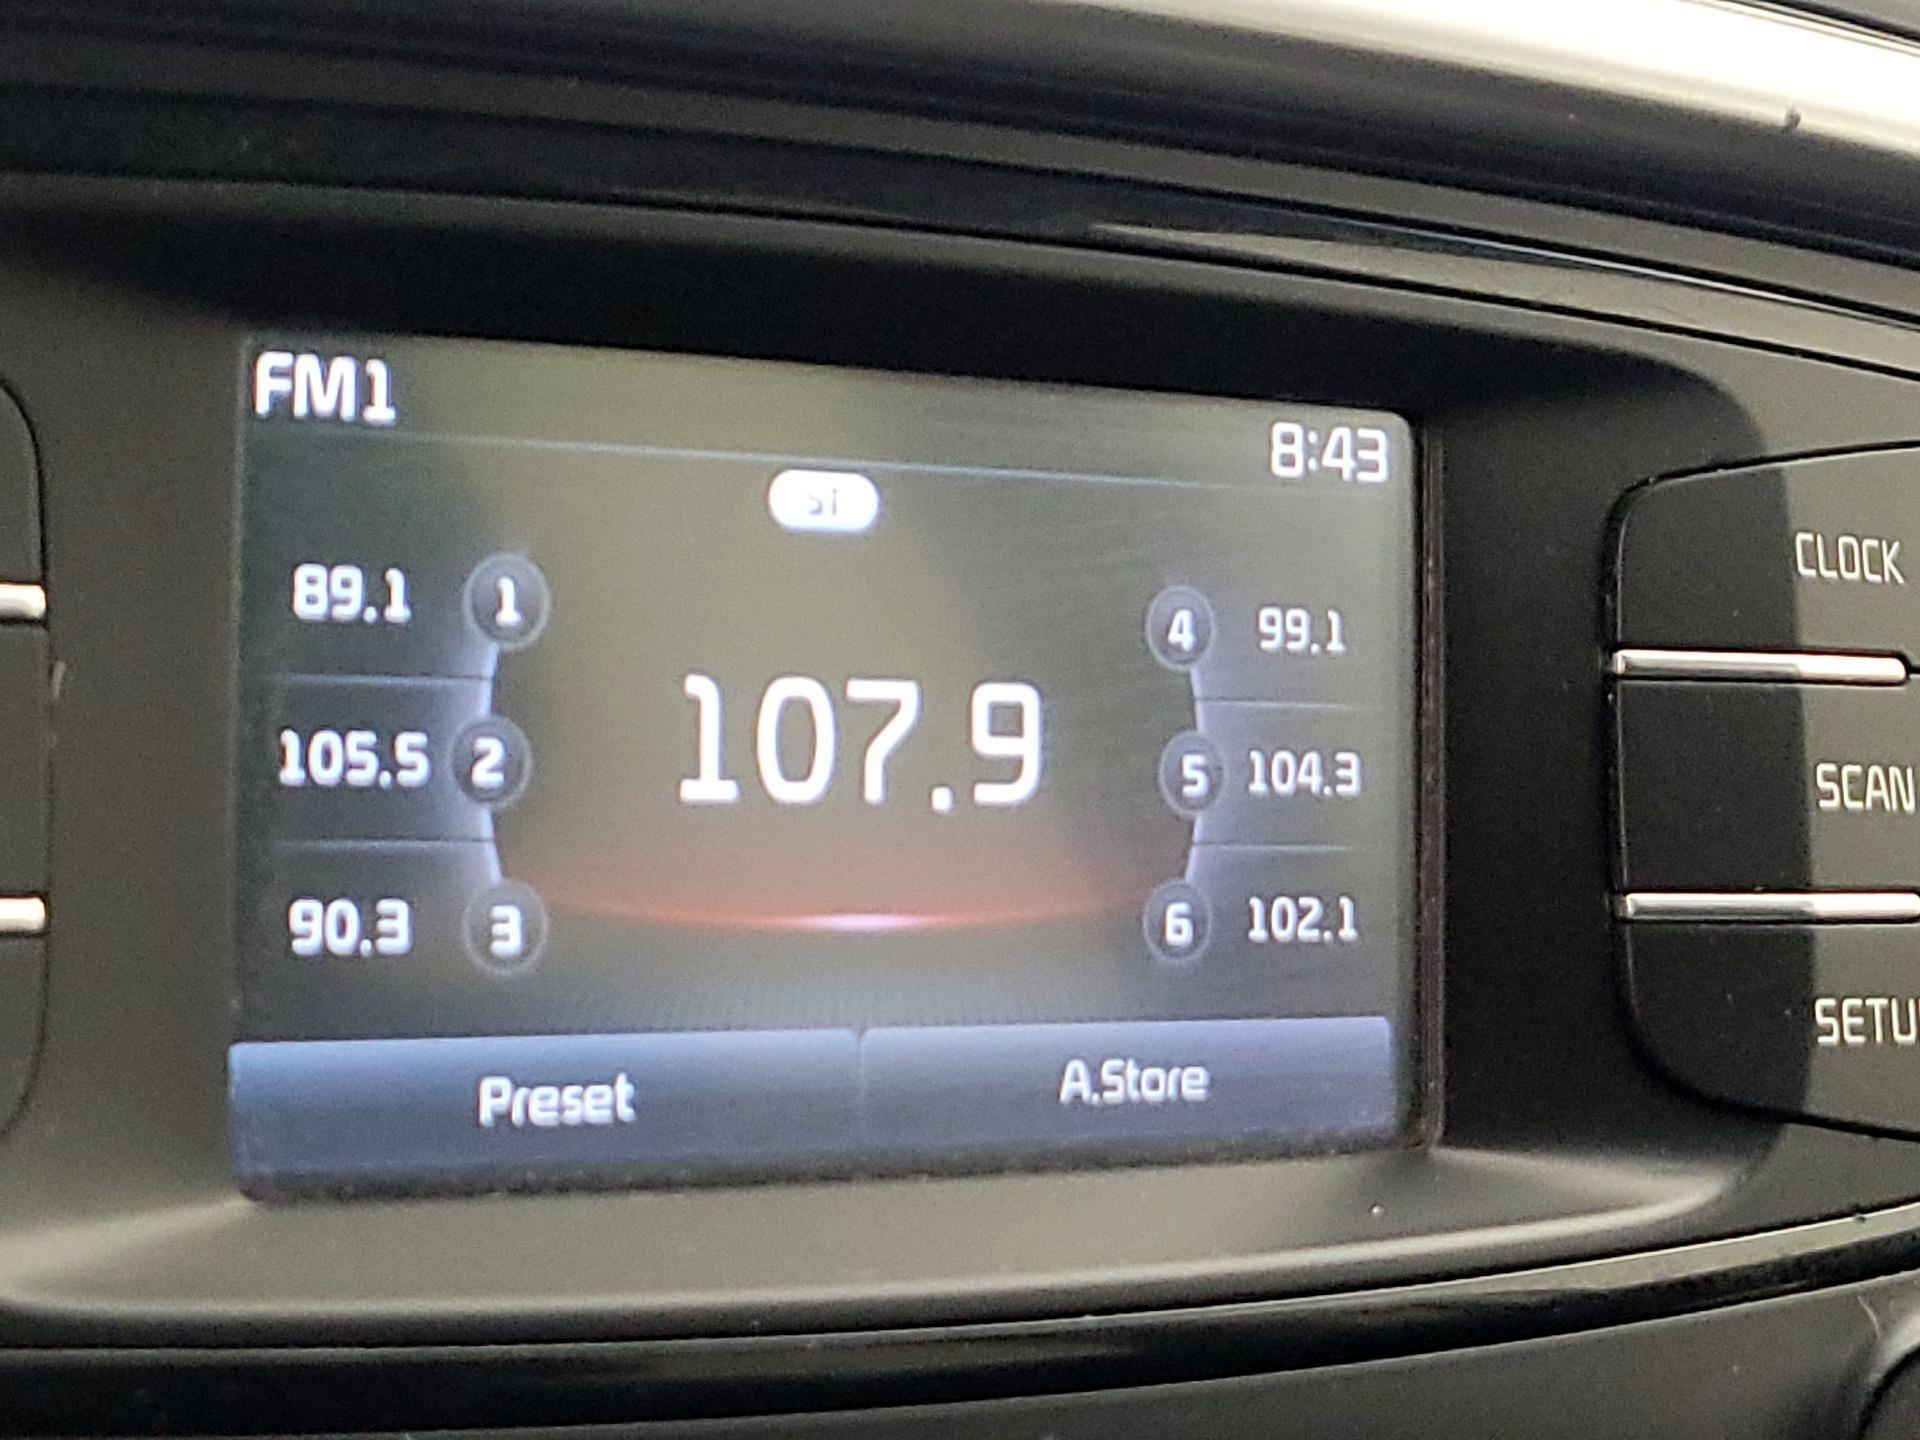 FM1
8:43
ST
89.1 1
4 99.1
107.9
105.5 2
5 104.3
90.3 3
6 102.1
Preset
A.Store
CLOCK
SCAN